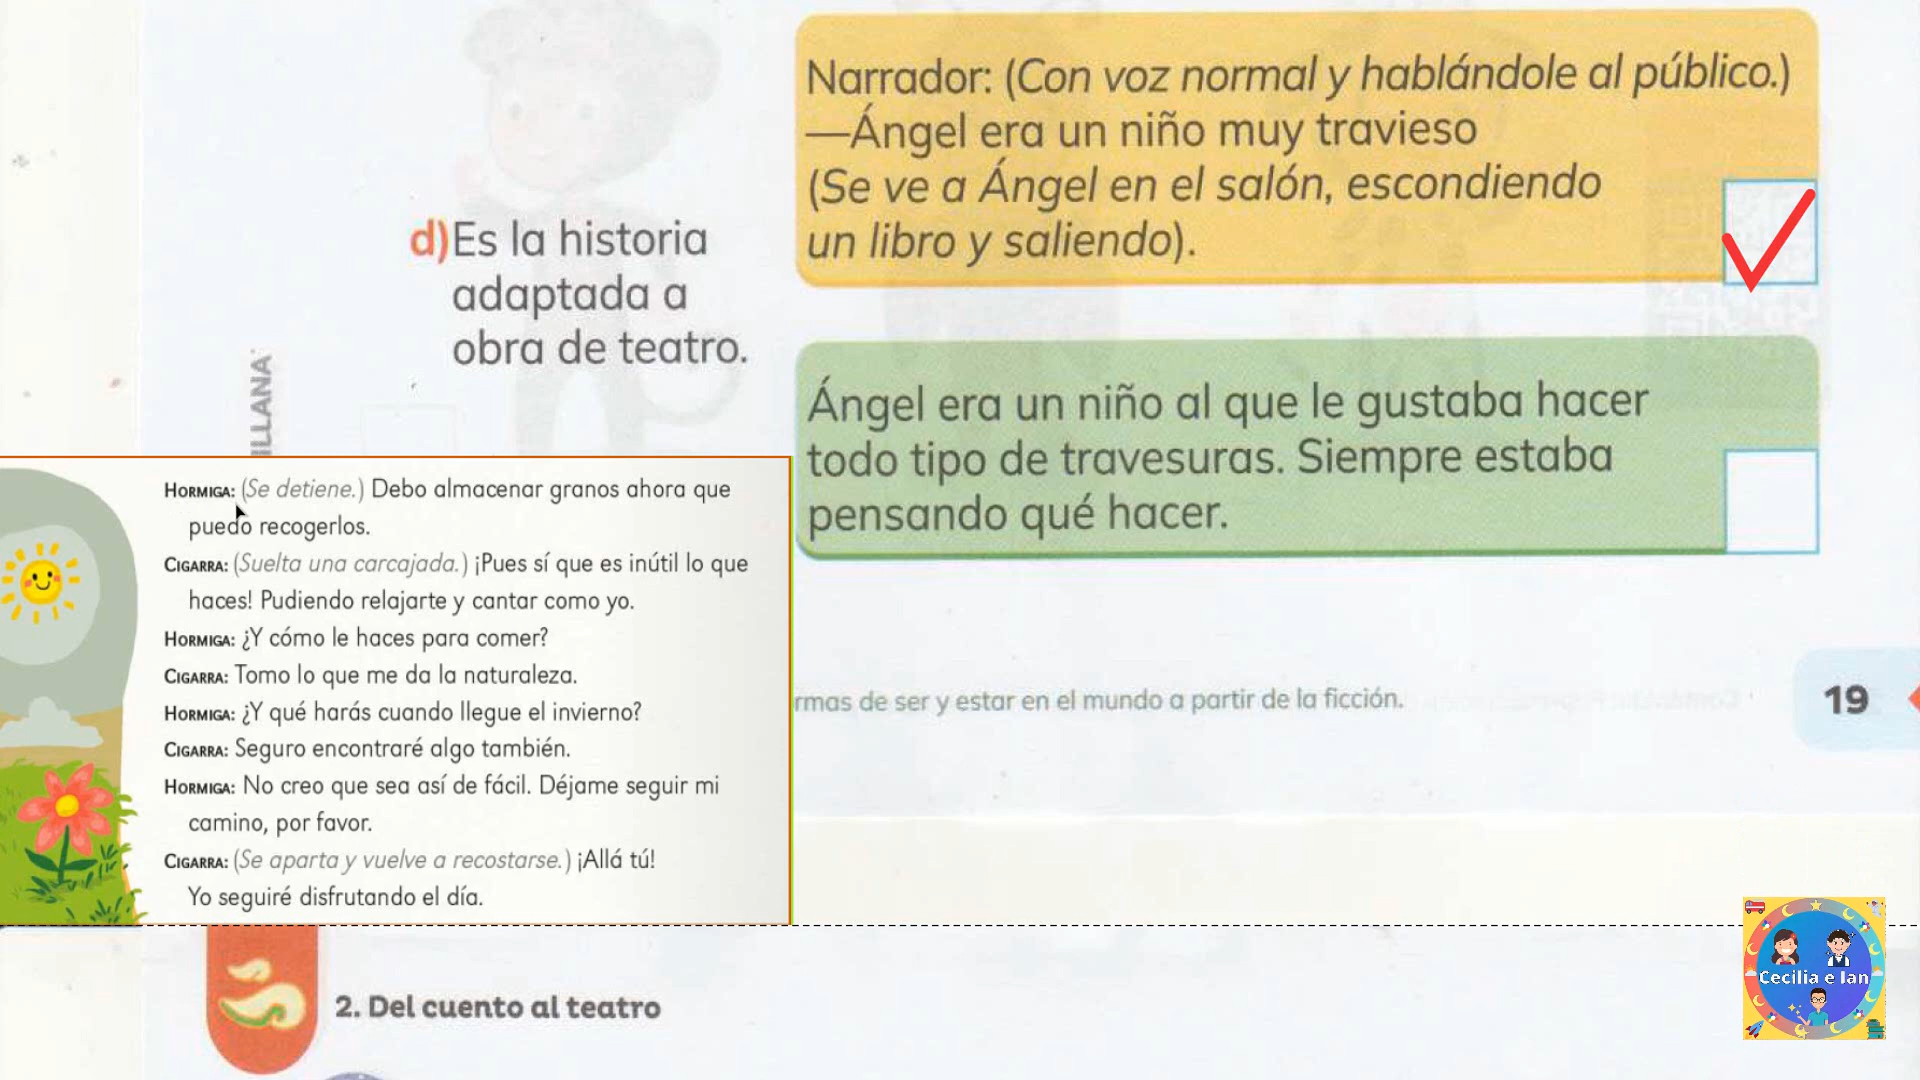 Narrador: (Con voz normal y hablándole al público.)
—Ángel era un niño muy travieso
(Se ve a Ángel en el salón, escondiendo
un libro y saliendo).
d) Es la historia
adaptada a
obra de teatro.
Ángel era un niño al que le gustaba hacer
todo tipo de travesuras. Siempre estaba
pensando qué hacer.
ILLANA
HORMIGA: (Se detiene.) Debo almacenar granos ahora que
puedo recogerlos.
CIGARRA: (Suelta una carcajada.) ¡Pues sí que es inútil lo que
haces! Pudiendo relajarte y cantar como yo.
HORMIGA: ¿Y cómo le haces para comer?
CIGARRA: Tomo lo que me da la naturaleza.
HORMIGA: ¿Y qué harás cuando llegue el invierno?
CIGARRA: Seguro encontraré algo también.
HORMIGA: No creo que sea así de fácil. Déjame seguir mi
camino, por favor.
CIGARRA: (Se aparta y vuelve a recostarse.) ¡Allá tú!
Yo seguiré disfrutando el día.
rmas de ser y estar en el mundo a partir de la ficción.
19
Cecilia e Ian
2. Del cuento al teatro